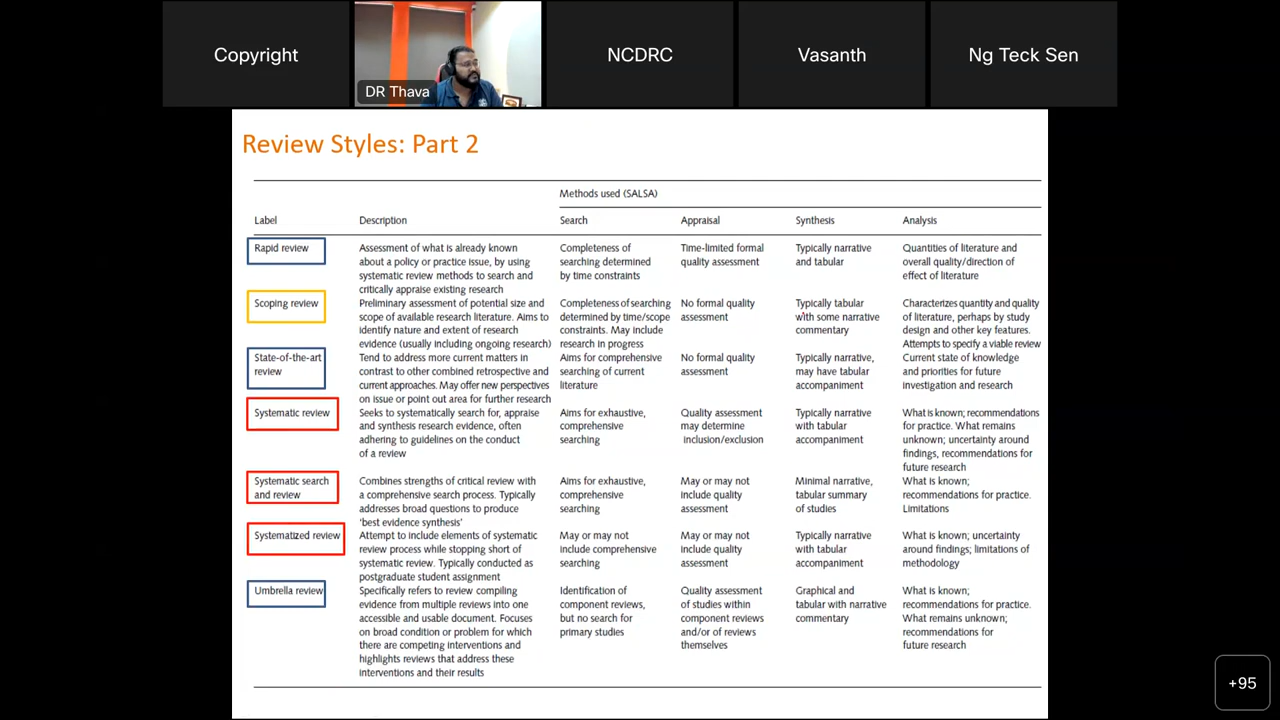 Copyright
DR Thava
NCDRC
Vasanth
Ng Teck Sen
Review Styles: Part 2
Methods used (SALSA)
Label Description Search Appraisal Synthesis Analysis
Rapid review
Assessment of what is already known
about a policy or practice issue, by using
systematic review methods to search and
critically appraise existing research
Completeness of
searching determined
by time constraints
Time-limited formal
quality assessment
Typically narrative
and tabular
Quantities of literature and
overall quality/direction of
effect of literature
Scoping review
Preliminary assessment of potential size and
scope of available research literature. Aims to
identify nature and extent of research
evidence (usually including ongoing research)
Completeness of searching
determined by time/scope
constraints. May include
research in progress
No formal quality
assessment
Typically tabular
with some narrative
commentary
Characterizes quantity and quality
of literature, perhaps by study
design and other key features.
Attempts to specify a viable review
State-of-the-art
review
Tend to address more current matters in
contrast to other combined retrospective and
current approaches. May offer new perspectives
on issue or point out area for further research
Aims for comprehensive
searching of current
literature
No formal quality
assessment
Typically narrative,
may have tabular
accompaniment
Current state of knowledge
and priorities for future
investigation and research
Systematic review
Seeks to systematically search for, appraise
and synthesis research evidence, often
adhering to guidelines on the conduct
of a review
Aims for exhaustive,
comprehensive
searching
Quality assessment
may determine
inclusion/exclusion
Typically narrative
with tabular
accompaniment
What is known; recommendations
for practice. What remains
unknown; uncertainty around
findings, recommendations for
future research
Systematic search
and review
Combines strengths of critical review with
a comprehensive search process. Typically
addresses broad questions to produce
'best evidence synthesis'
Aims for exhaustive,
comprehensive
searching
May or may not
include quality
assessment
Minimal narrative,
tabular summary
of studies
What is known;
recommendations for practice.
Limitations
Systematized review
Attempt to include elements of systematic
review process while stopping short of
systematic review. Typically conducted as
postgraduate student assignment
May or may not
include comprehensive
searching
May or may not
include quality
assessment
Typically narrative
with tabular
accompaniment
What is known; uncertainty
around findings; limitations of
methodology
Umbrella review
Specifically refers to review compiling
evidence from multiple reviews into one
accessible and usable document. Focuses
on broad condition or problem for which
there are competing interventions and
highlights reviews that address these
interventions and their results
Identification of
component reviews,
but no search for
primary studies
Quality assessment
of studies within
component reviews
and/or of reviews
themselves
Graphical and
tabular with narrative
commentary
What is known;
recommendations for practice.
What remains unknown;
recommendations for
future research
+95